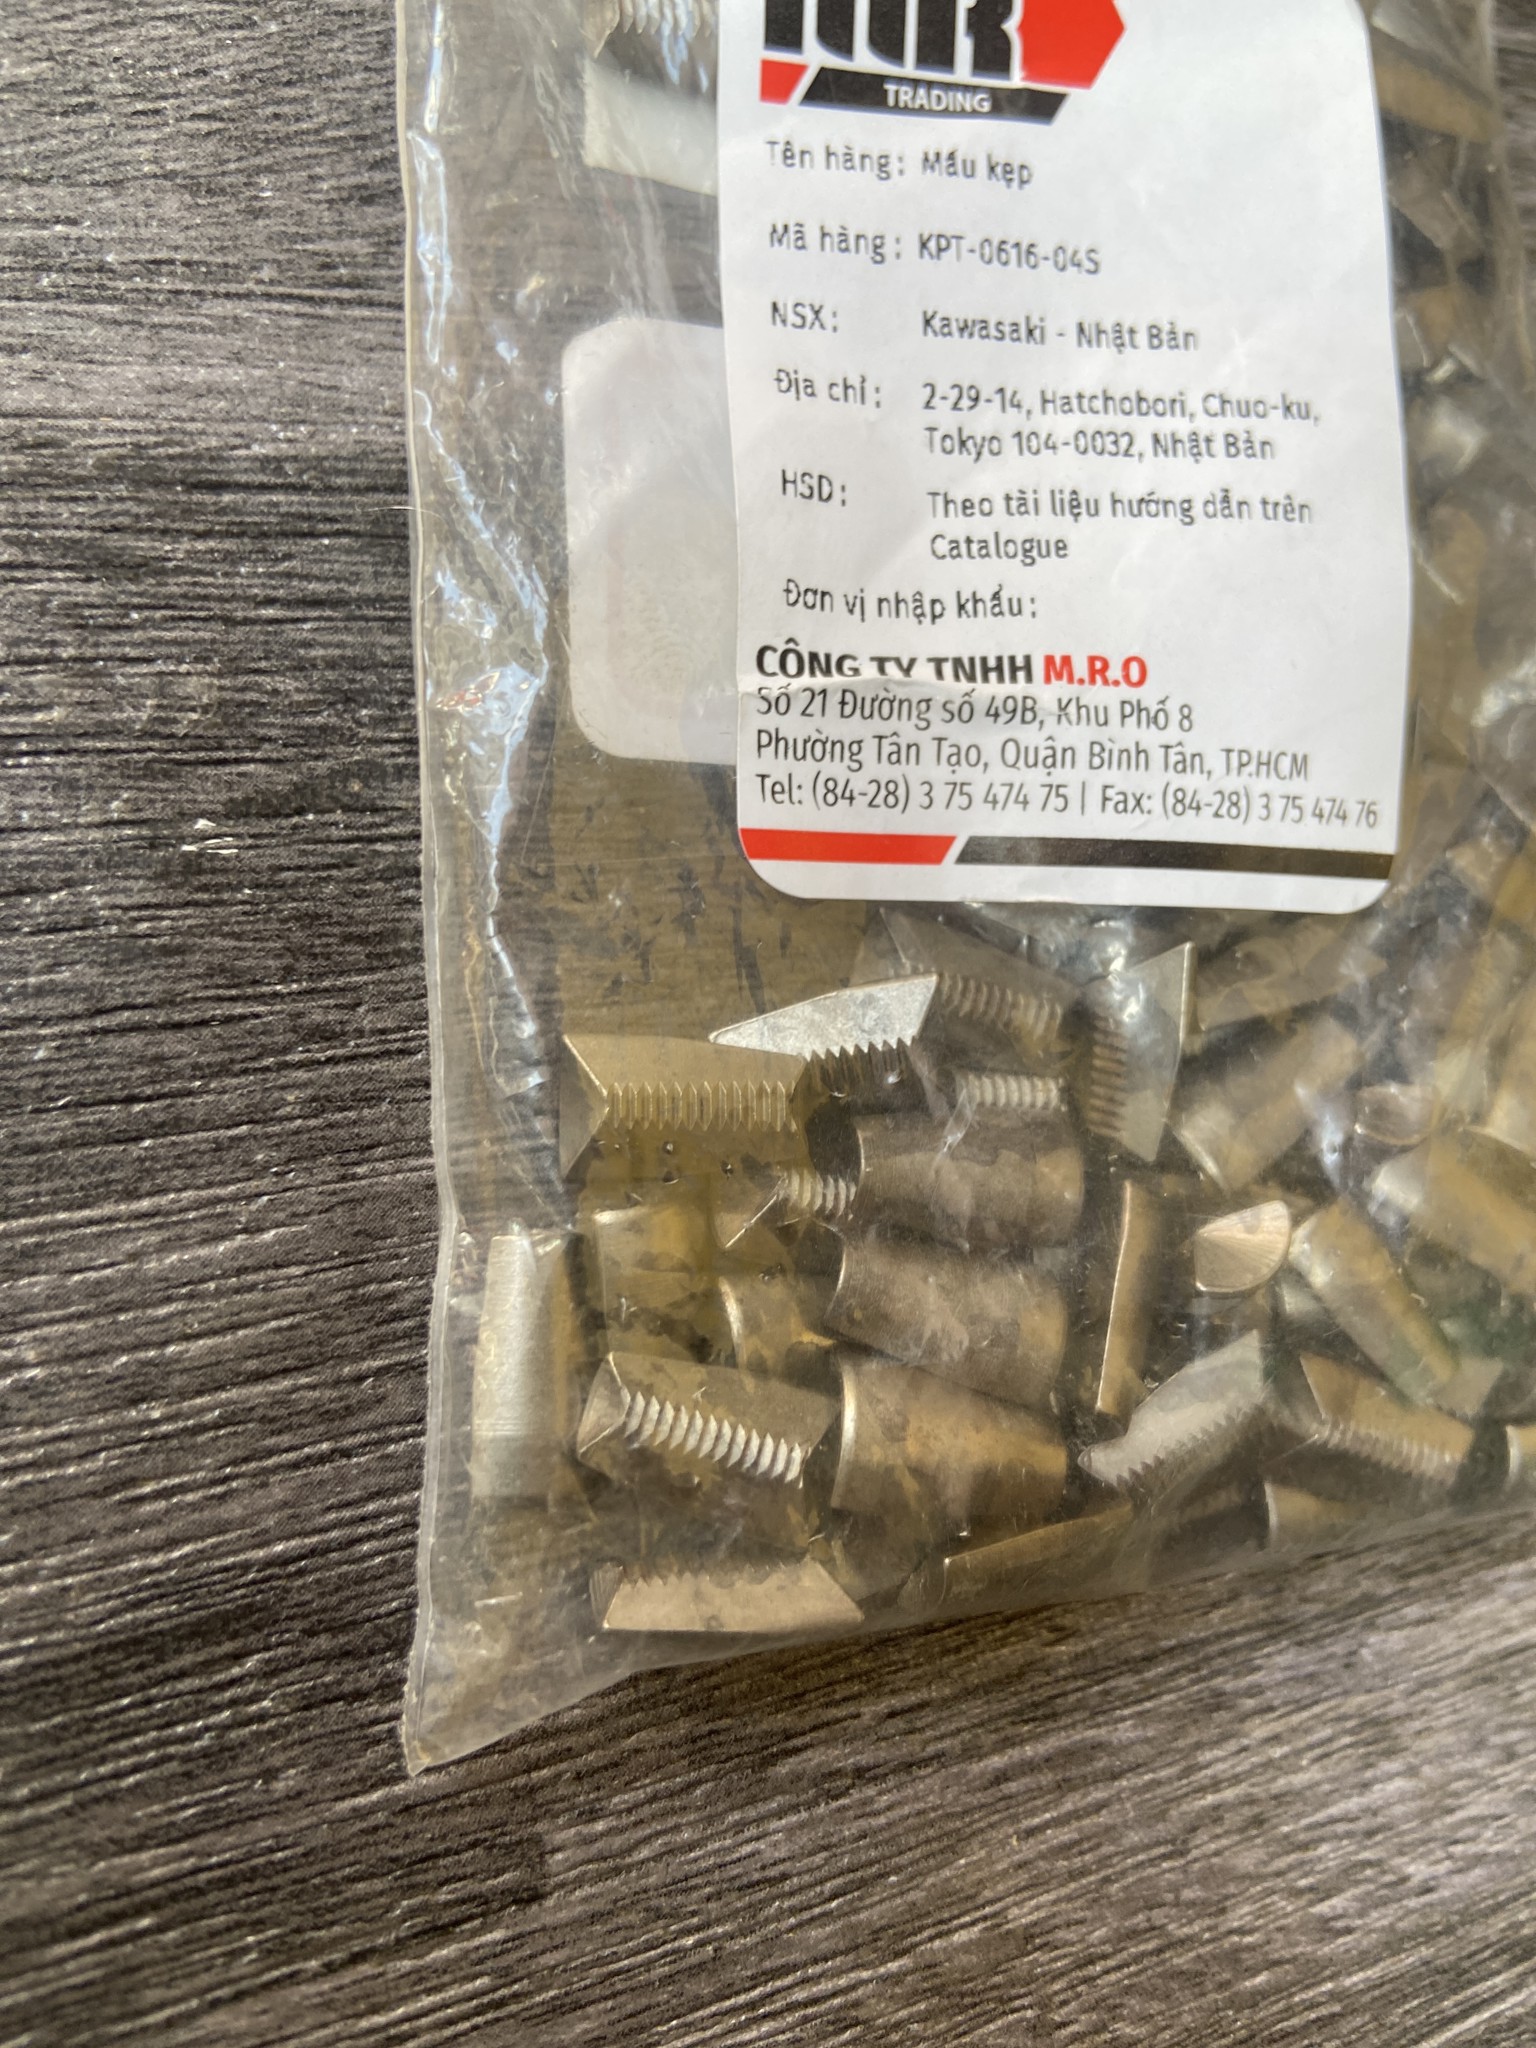 TRADING
Tên hàng: Mấu kẹp
Mã hàng: KPT-0616-04S
NSX: Kawasaki - Nhật Bản
Địa chỉ: 2-29-14, Hatchobori, Chuo-ku,
Tokyo 104-0032, Nhật Bản
HSD: Theo tài liệu hướng dẫn trên
Catalogue
Đơn vị nhập khẩu:
CÔNG TY TNHH M.R.O
Số 21 Đường số 49B, Khu Phố 8
Phường Tân Tạo, Quận Bình Tân, TP.HCM
Tel: (84-28) 3 75 474 75 | Fax: (84-28) 3 75 474 76